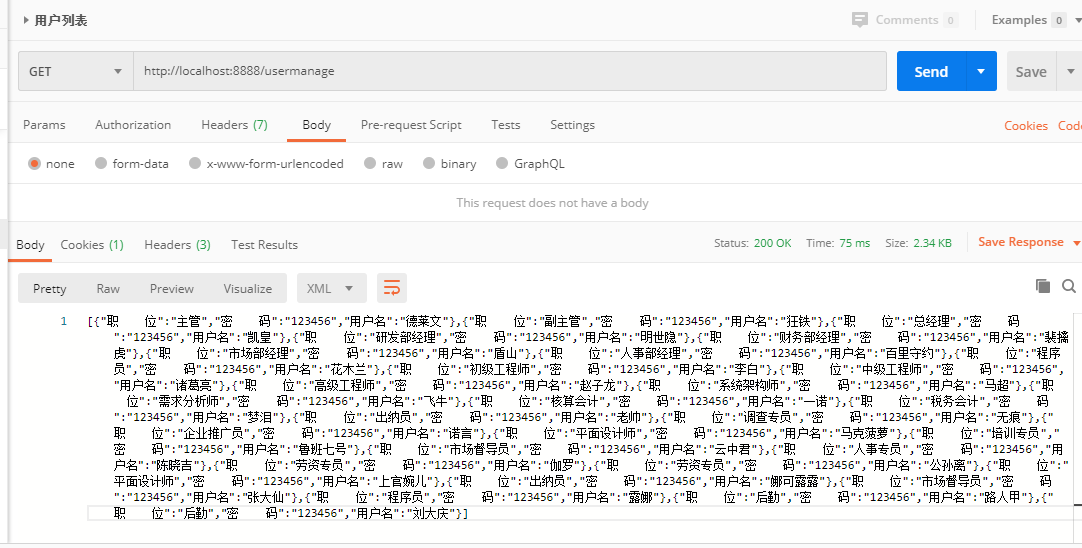 用户列表
Comments 0
Examples 0
GET
http://localhost:8888/usermanage
Send
Save
Params
Authorization
Headers (7)
Body
Pre-request Script
Tests
Settings
Cookies
Code
none
form-data
x-www-form-urlencoded
raw
binary
GraphQL
This request does not have a body
Body
Cookies (1)
Headers (3)
Test Results
Status: 200 OK
Time: 75 ms
Size: 2.34 KB
Save Response
Pretty
Raw
Preview
Visualize
XML
1
[{"职    位":"主管","密    码":"123456","用户名":"德莱文"},{"职    位":"副主管","密    码":"123456","用户名":"狂铁"},{"职    位":"总经理","密    码
":"123456","用户名":"凯皇"},{"职    位":"研发部经理","密    码":"123456","用户名":"明世隐"},{"职    位":"财务部经理","密    码":"123456","用户名":"裴擒
虎"},{"职    位":"市场部经理","密    码":"123456","用户名":"盾山"},{"职    位":"人事部经理","密    码":"123456","用户名":"百里守约"},{"职    位":"程序
员","密    码":"123456","用户名":"花木兰"},{"职    位":"初级工程师","密    码":"123456","用户名":"李白"},{"职    位":"中级工程师","密    码":"123456",
"用户名":"诸葛亮"},{"职    位":"高级工程师","密    码":"123456","用户名":"赵子龙"},{"职    位":"系统架构师","密    码":"123456","用户名":"马超"},{"职
位":"需求分析师","密    码":"123456","用户名":"飞牛"},{"职    位":"核算会计","密    码":"123456","用户名":"一诺"},{"职    位":"税务会计","密    码
":"123456","用户名":"梦泪"},{"职    位":"出纳员","密    码":"123456","用户名":"老帅"},{"职    位":"调查专员","密    码":"123456","用户名":"无痕"},{"
职    位":"企业推广员","密    码":"123456","用户名":"诺言"},{"职    位":"平面设计师","密    码":"123456","用户名":"马克菠萝"},{"职    位":"培训专员","
密    码":"123456","用户名":"鲁班七号"},{"职    位":"市场督导员","密    码":"123456","用户名":"云中君"},{"职    位":"人事专员","密    码":"123456","用
户名":"陈晓吉"},{"职    位":"劳资专员","密    码":"123456","用户名":"伽罗"},{"职    位":"劳资专员","密    码":"123456","用户名":"公孙离"},{"职    位":"
平面设计师","密    码":"123456","用户名":"上官婉儿"},{"职    位":"出纳员","密    码":"123456","用户名":"娜可露露"},{"职    位":"市场督导员","密    码
":"123456","用户名":"张大仙"},{"职    位":"程序员","密    码":"123456","用户名":"露娜"},{"职    位":"后勤","密    码":"123456","用户名":"路人甲"},{"
职    位":"后勤","密    码":"123456","用户名":"刘大庆"}]